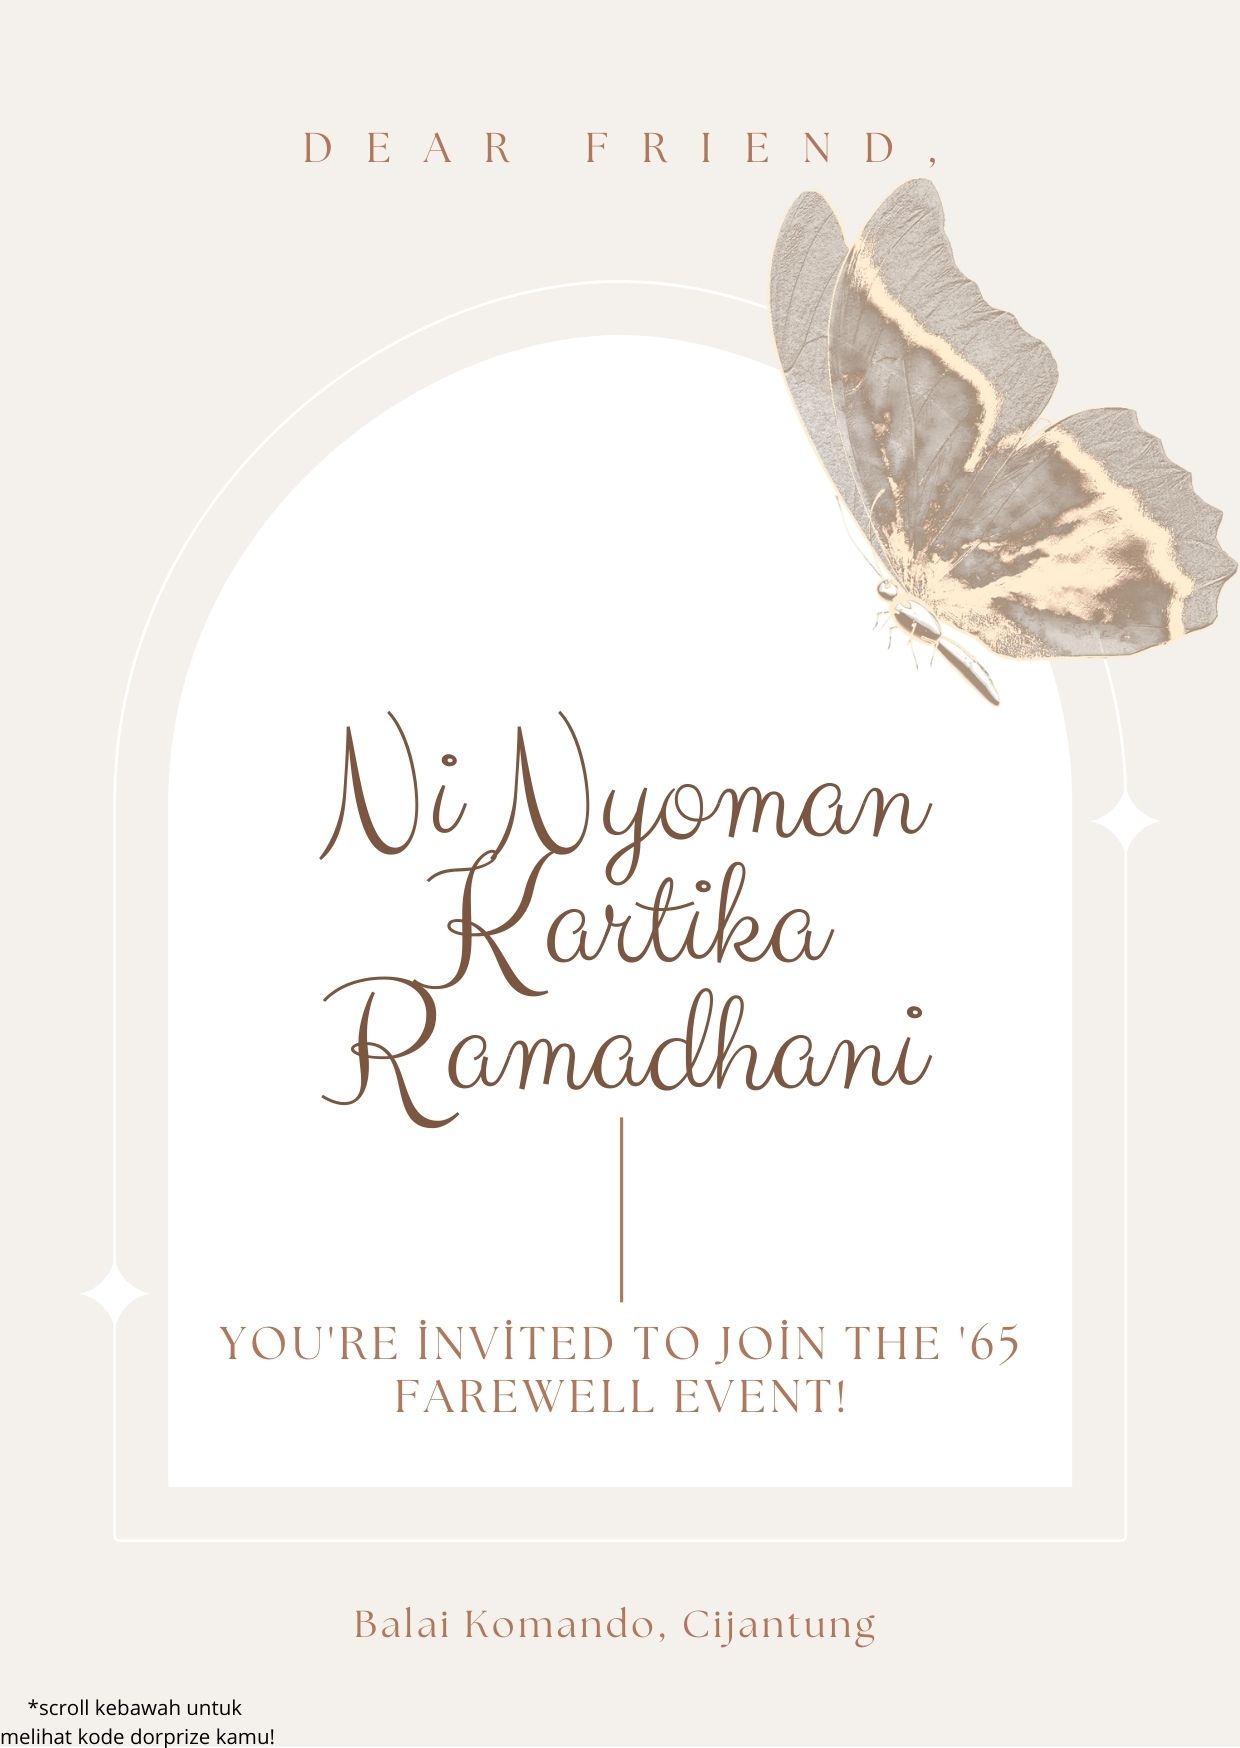 DEAR FRIEND,
Ni Nyoman
Kartika
Ramadhani
YOU'RE İNVİTED TO JOİN THE '65
FAREWELL EVENT!
Balai Komando, Cijantung
*scroll kebawah untuk
melihat kode dorprize kamu!